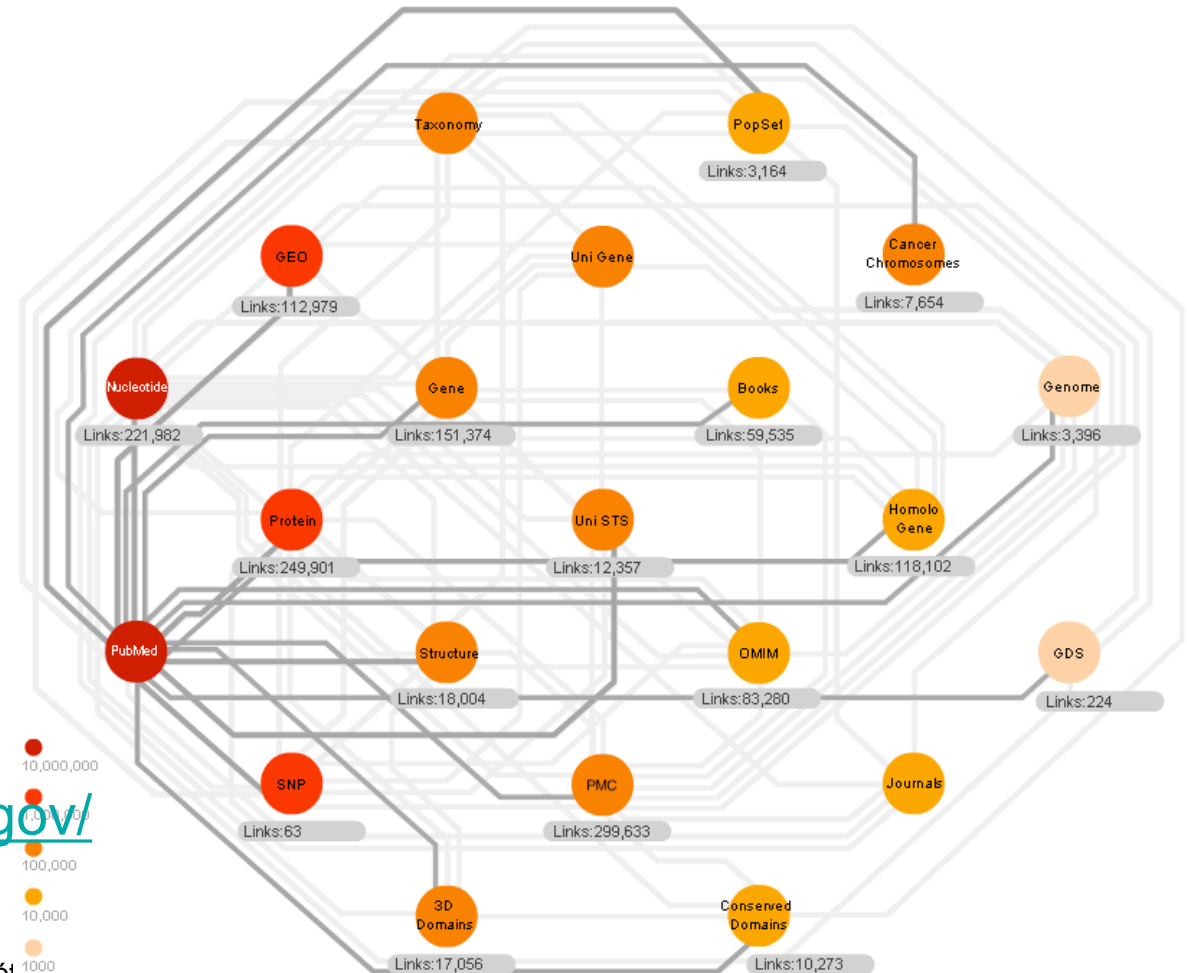 Taxonomy
PopSet
Links:3,164
GEO
Uni Gene
Cancer
Chromosomes
Links:112,979
Links:7,654
Nucleotide
Gene
Books
Genome
Links:221,982
Links:151,374
Links:59,535
Links:3,396
Protein
Uni STS
Homolo
Gene
Links:249,901
Links:12,357
Links:118,102
PubMed
Structure
OMIM
GDS
Links:18,004
Links:83,280
Links:224
10,000,000
SNP
PMC
Journals
gov/
1,000,000
Links:63
Links:299,633
100,000
10,000
3D
Domains
Conserved
Domains
1000
Links:17,056
Links:10,273